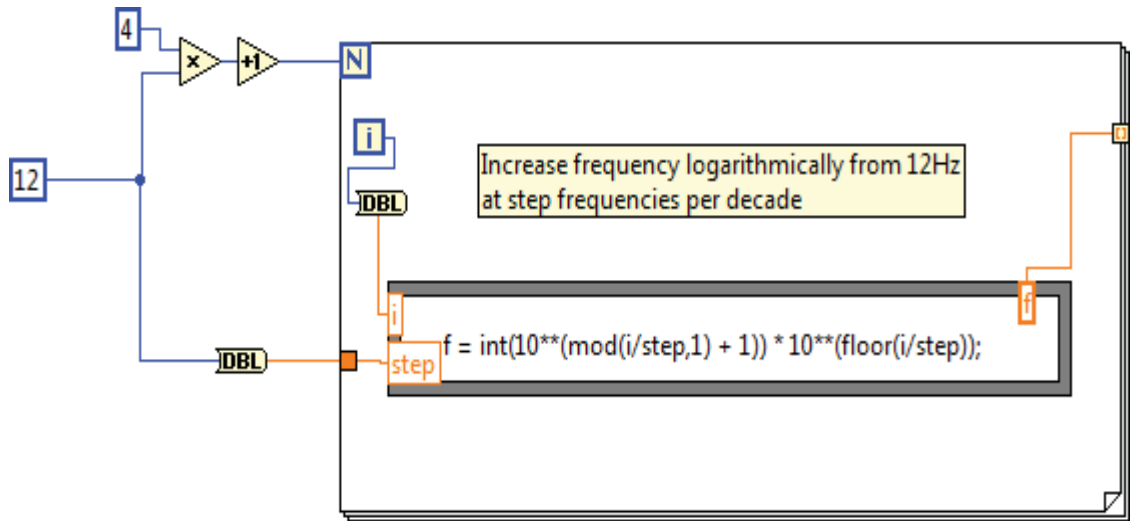 4
x
+1
N
i
12
DBL
Increase frequency logarithmically from 12Hz
at step frequencies per decade
i
f
f = int(10**(mod(i/step,1) + 1)) * 10**(floor(i/step));
step
DBL